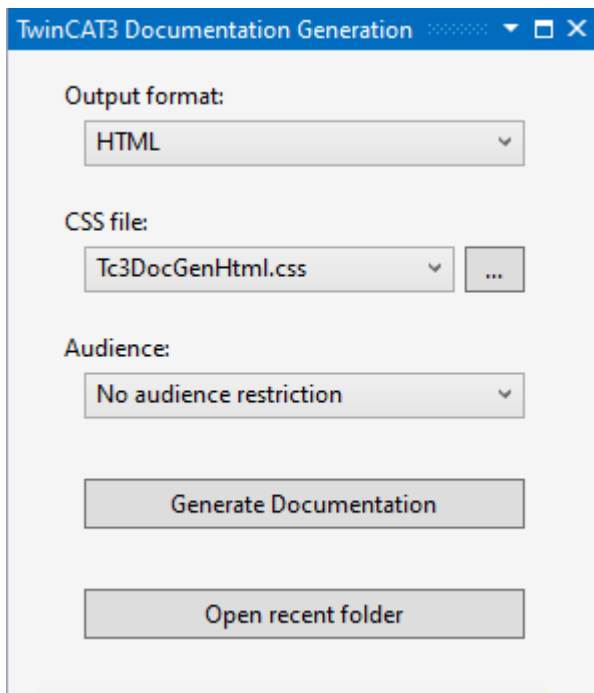 TwinCAT3 Documentation Generation
Output format:
HTML
CSS file:
Tc3DocGenHtml.css
...
Audience:
No audience restriction
Generate Documentation
Open recent folder